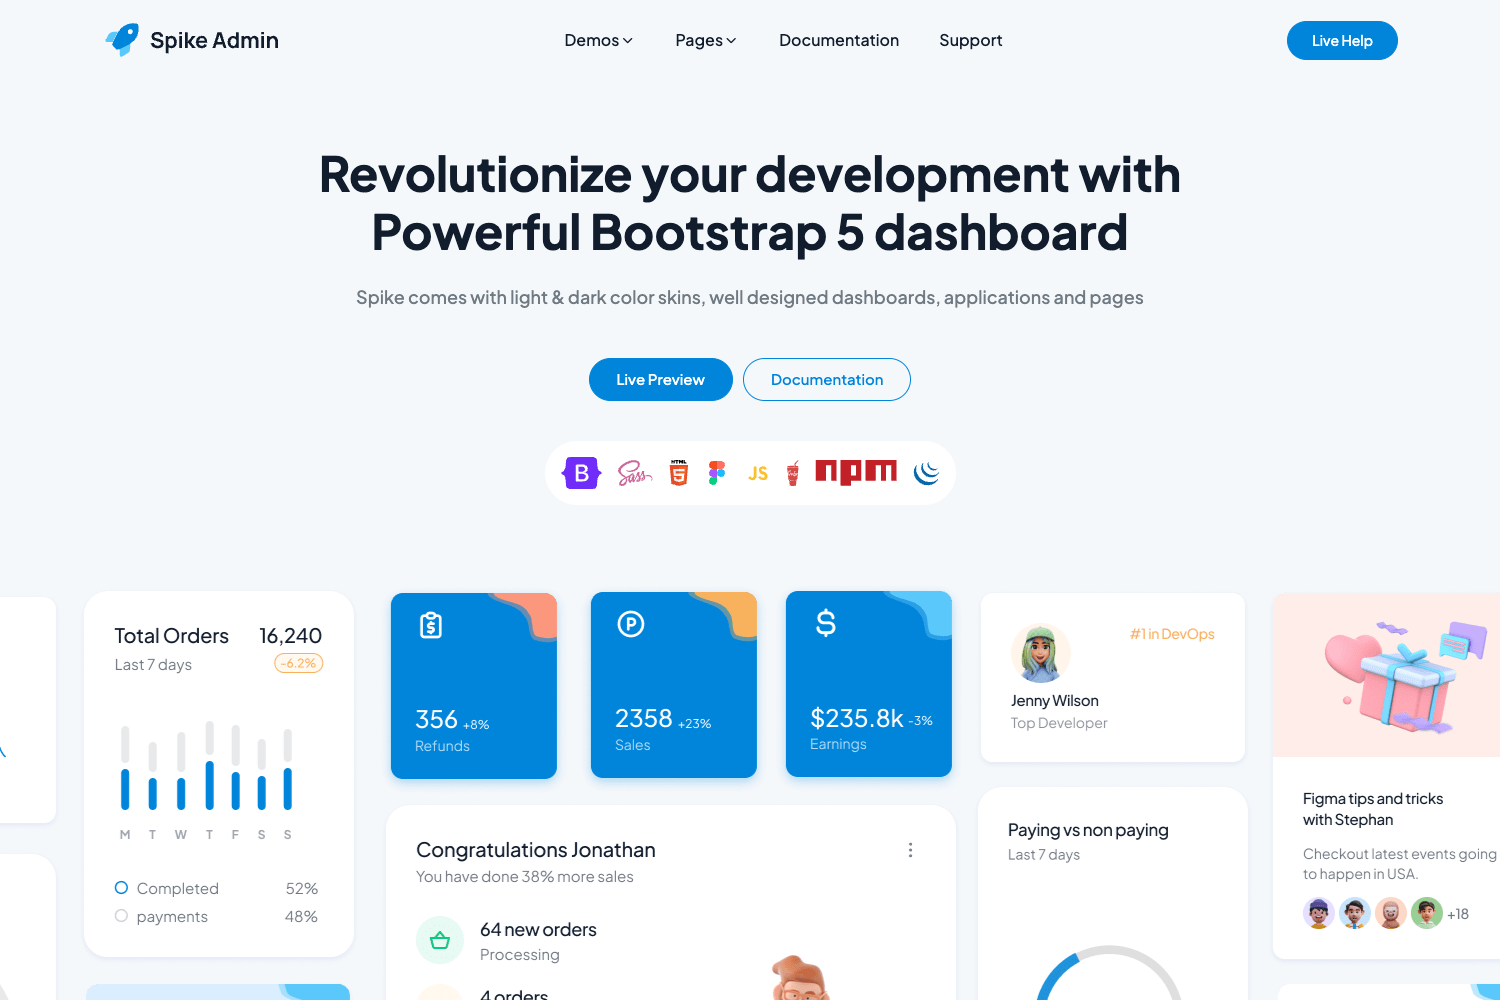 Spike Admin
Demos
Pages
Documentation
Support
Live Help
Revolutionize your development with
Powerful Bootstrap 5 dashboard
Spike comes with light & dark color skins, well designed dashboards, applications and pages
Live Preview
Documentation
B
Sass
HTML
5
JS
Gulp
npm
Total Orders 16,240
Last 7 days -6.2%
M T W T F S S
Completed 52%
payments 48%
356 +8%
Refunds
2358 +23%
Sales
$235.8k -3%
Earnings
#1 in DevOps
Jenny Wilson
Top Developer
Congratulations Jonathan
You have done 38% more sales
64 new orders
Processing
4 orders
Paying vs non paying
Last 7 days
Figma tips and tricks
with Stephan
Checkout latest events going
to happen in USA.
+18